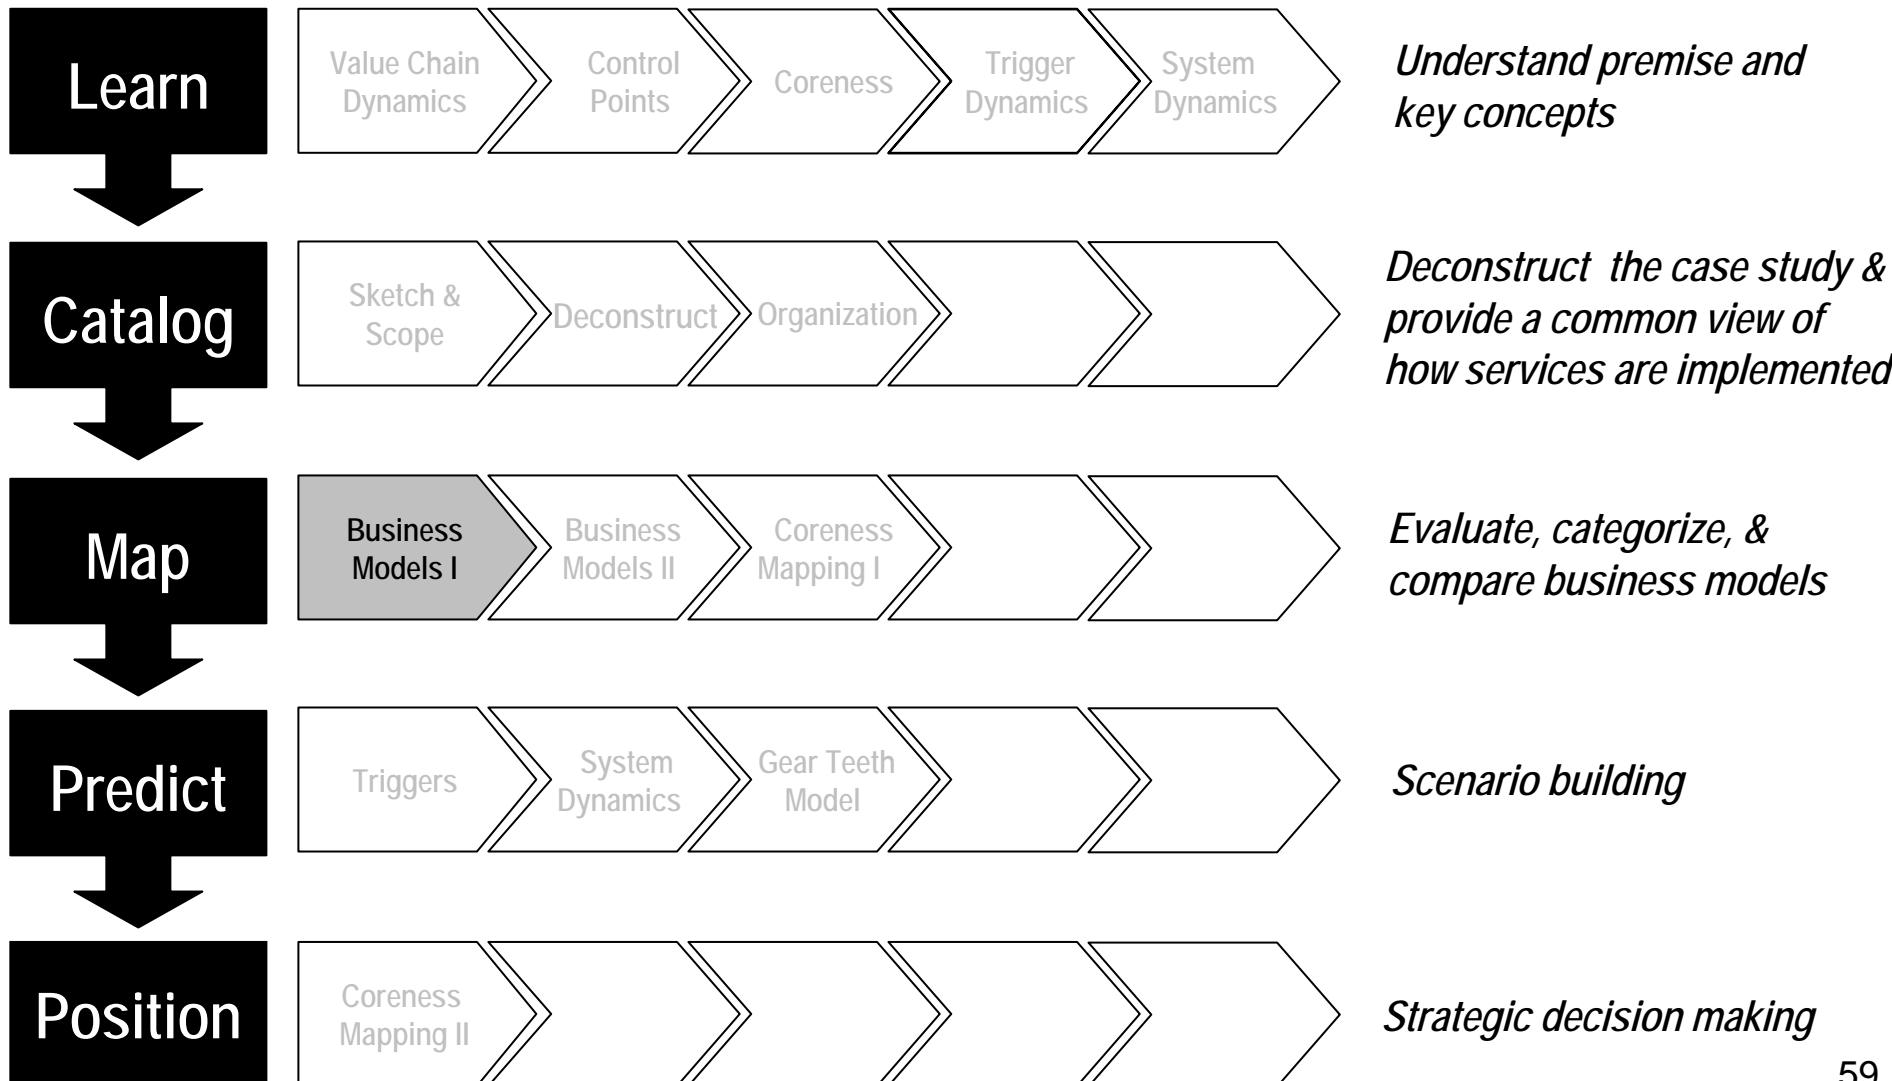 Learn
Value Chain
Dynamics
Control
Points
Coreness
Trigger
Dynamics
System
Dynamics
Understand premise and
key concepts
Catalog
Sketch &
Scope
Deconstruct
Organization
Deconstruct the case study &
provide a common view of
how services are implemented
Map
Business
Models I
Business
Models II
Coreness
Mapping I
Evaluate, categorize, &
compare business models
Predict
Triggers
System
Dynamics
Gear Teeth
Model
Scenario building
Position
Coreness
Mapping II
Strategic decision making
59